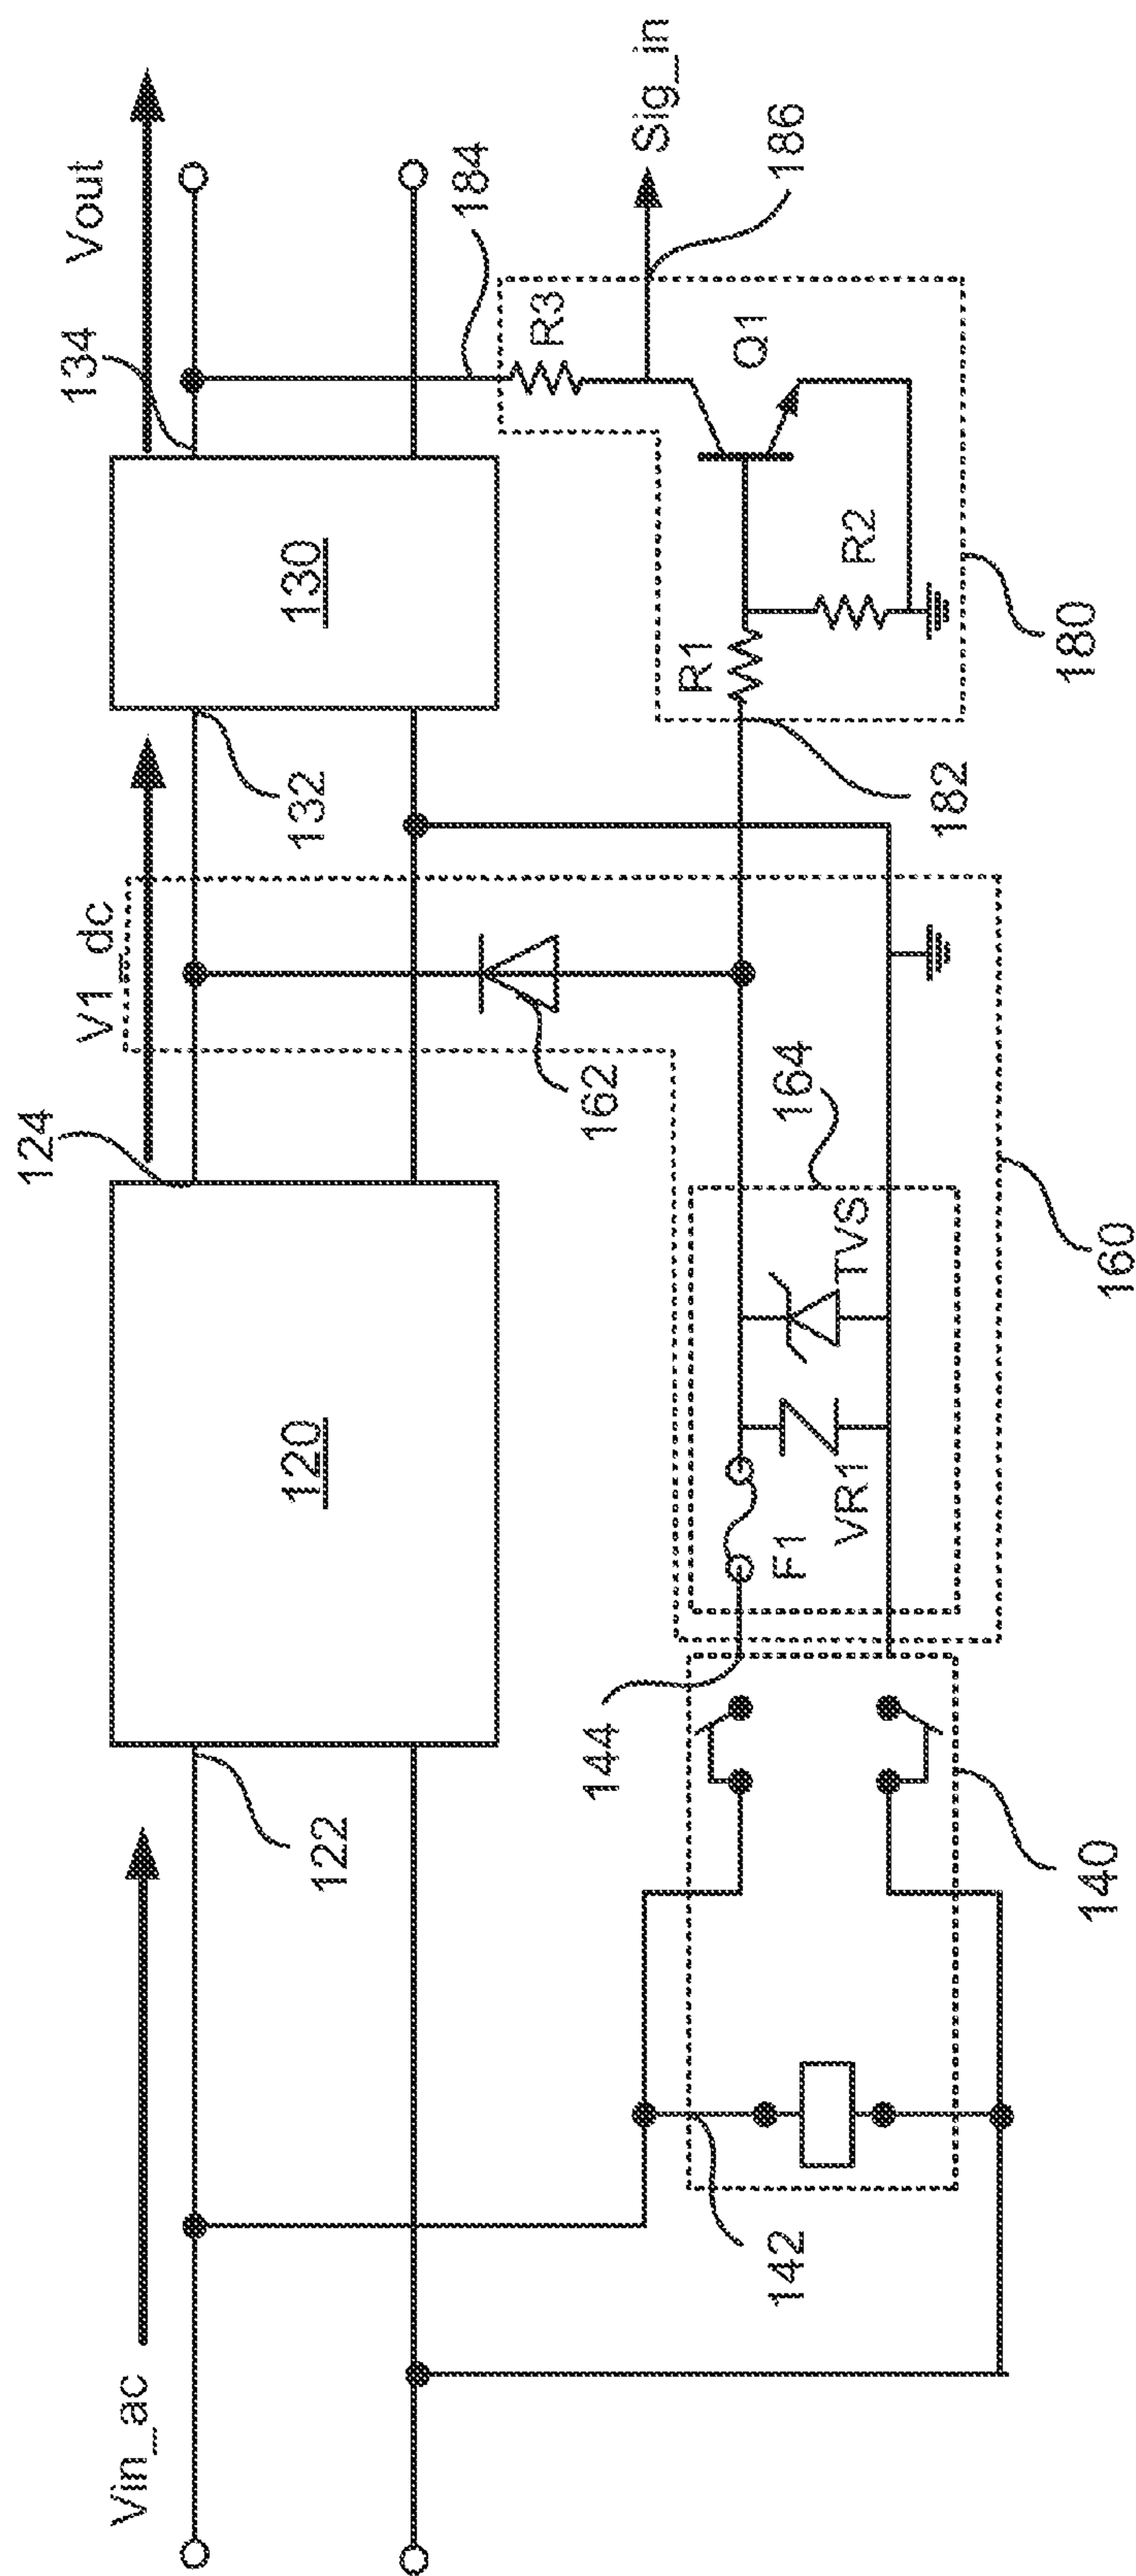 Vin_ac
V1_dc
Vout
122
124
132
134
120
130
184
Sig_in
186
R3
Q1
R1
R2
182
180
162
164
TVS
VR1
F1
160
144
142
140